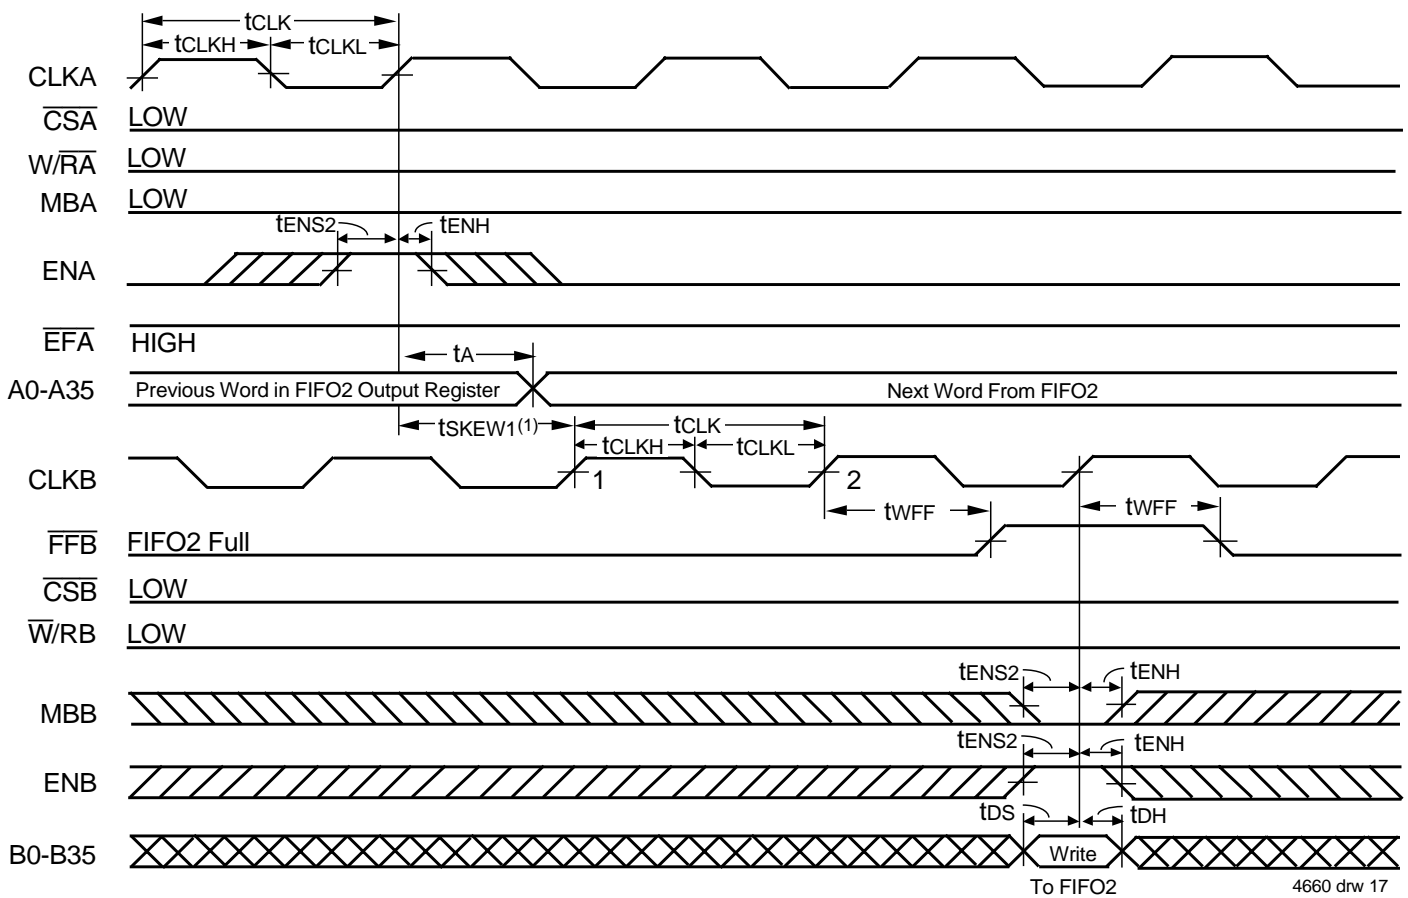 tCLK
tCLKH
tCLKL
CLKA
CSA LOW
W/RA LOW
MBA LOW
tENS2 tENH
ENA
EFA HIGH
tA
A0-A35 Previous Word in FIFO2 Output Register Next Word From FIFO2
tSKEW1(1) tCLK
tCLKH tCLKL
CLKB 1 2
tWFF tWFF
FFB FIFO2 Full
CSB LOW
W/RB LOW
tENS2 tENH
MBB
tENS2 tENH
ENB
tDS tDH
B0-B35 Write
To FIFO2 4660 drw 17